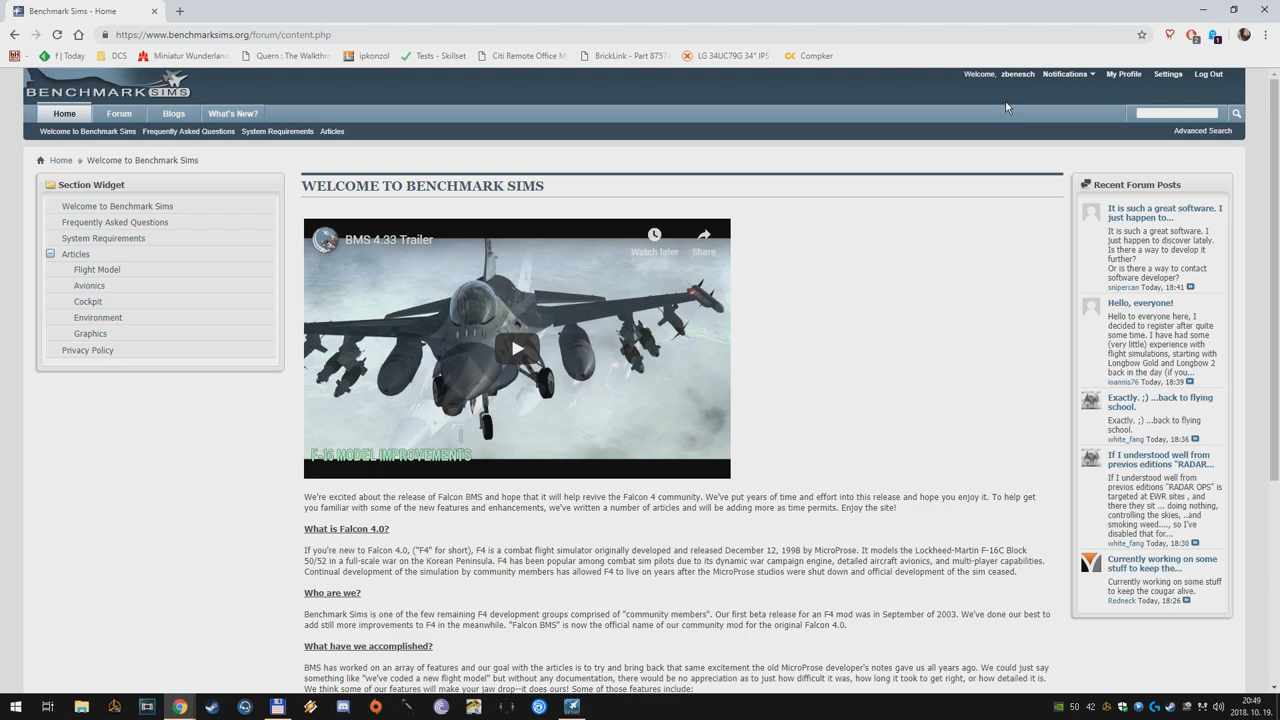 Benchmark Sims - Home
https://www.benchmarksims.org/forum/content.php
f | Today
DCS
Miniatur Wunderland
Quern : The Walkthro
ipkonzol
Tests - Skillset
Citi Remote Office M
BrickLink - Part 8757
LG 34UC79G 34" IPS
Compker
BENCHMARKSIMS
Welcome, zbenesch Notifications My Profile Settings Log Out
Home Forum Blogs What's New?
Welcome to Benchmark Sims Frequently Asked Questions System Requirements Articles
Advanced Search
Home Welcome to Benchmark Sims
Section Widget
Welcome to Benchmark Sims
Frequently Asked Questions
System Requirements
Articles
Flight Model
Avionics
Cockpit
Environment
Graphics
Privacy Policy
WELCOME TO BENCHMARK SIMS
BMS 4.33 Trailer
Watch later
Share
F-16 MODEL IMPROVEMENTS
We're excited about the release of Falcon BMS and hope that it will help revive the Falcon 4 community. We've put years of time and effort into this release and hope you enjoy it. To help get
you familiar with some of the new features and enhancements, we've written a number of articles and will be adding more as time permits. Enjoy the site!
What is Falcon 4.0?
If you're new to Falcon 4.0, ("F4" for short), F4 is a combat flight simulator originally developed and released December 12, 1998 by MicroProse. It models the Lockheed-Martin F-16C Block
50/52 in a full-scale war on the Korean Peninsula. F4 has been popular among combat sim pilots due to its dynamic war campaign engine, detailed aircraft avionics, and multi-player capabilities.
Continual development of the simulation by community members has allowed F4 to live on years after the MicroProse studios were shut down and official development of the sim ceased.
Who are we?
Benchmark Sims is one of the few remaining F4 development groups comprised of "community members". Our first beta release for an F4 mod was in September of 2003. We've done our best to
add still more improvements to F4 in the meanwhile. "Falcon BMS" is now the official name of our community mod for the original Falcon 4.0.
What have we accomplished?
BMS has worked on an array of features and our goal with the articles is to try and bring back that same excitement the old MicroProse developer's notes gave us all years ago. We could just say
something like "we've coded a new flight model" but without any documentation, there would be no appreciation as to just how difficult it was, how long it took to get right, or how detailed it is.
We think some of our features will make your jaw drop--it does ours! Some of those features include:
Recent Forum Posts
It is such a great software. I
just happen to...
It is such a great software. I
just happen to discover lately.
Is there a way to develop it
further?
Or is there a way to contact
software developer?
snipercan Today, 18:41
Hello, everyone!
Hello to everyone here, I
decided to register after quite
some time. I have had some
(very little) experience with
flight simulations, starting with
Longbow Gold and Longbow 2
back in the day (if you...
ioannis76 Today, 18:39
Exactly. ;) ...back to flying
school.
Exactly. ;) ...back to flying
school.
white_fang Today, 18:36
If I understood well from
previos editions "RADAR...
If I understood well from
previos editions "RADAR OPS" is
targeted at EWR sites , and
there they sit ... doing nothing,
controlling the skies, ..and
smoking weed...., so I've
disabled that for...
white_fang Today, 18:30
Currently working on some
stuff to keep the...
Currently working on some stuff
to keep the cougar alive.
Redneck Today, 18:26
50 42
20:49
2018. 10. 19.